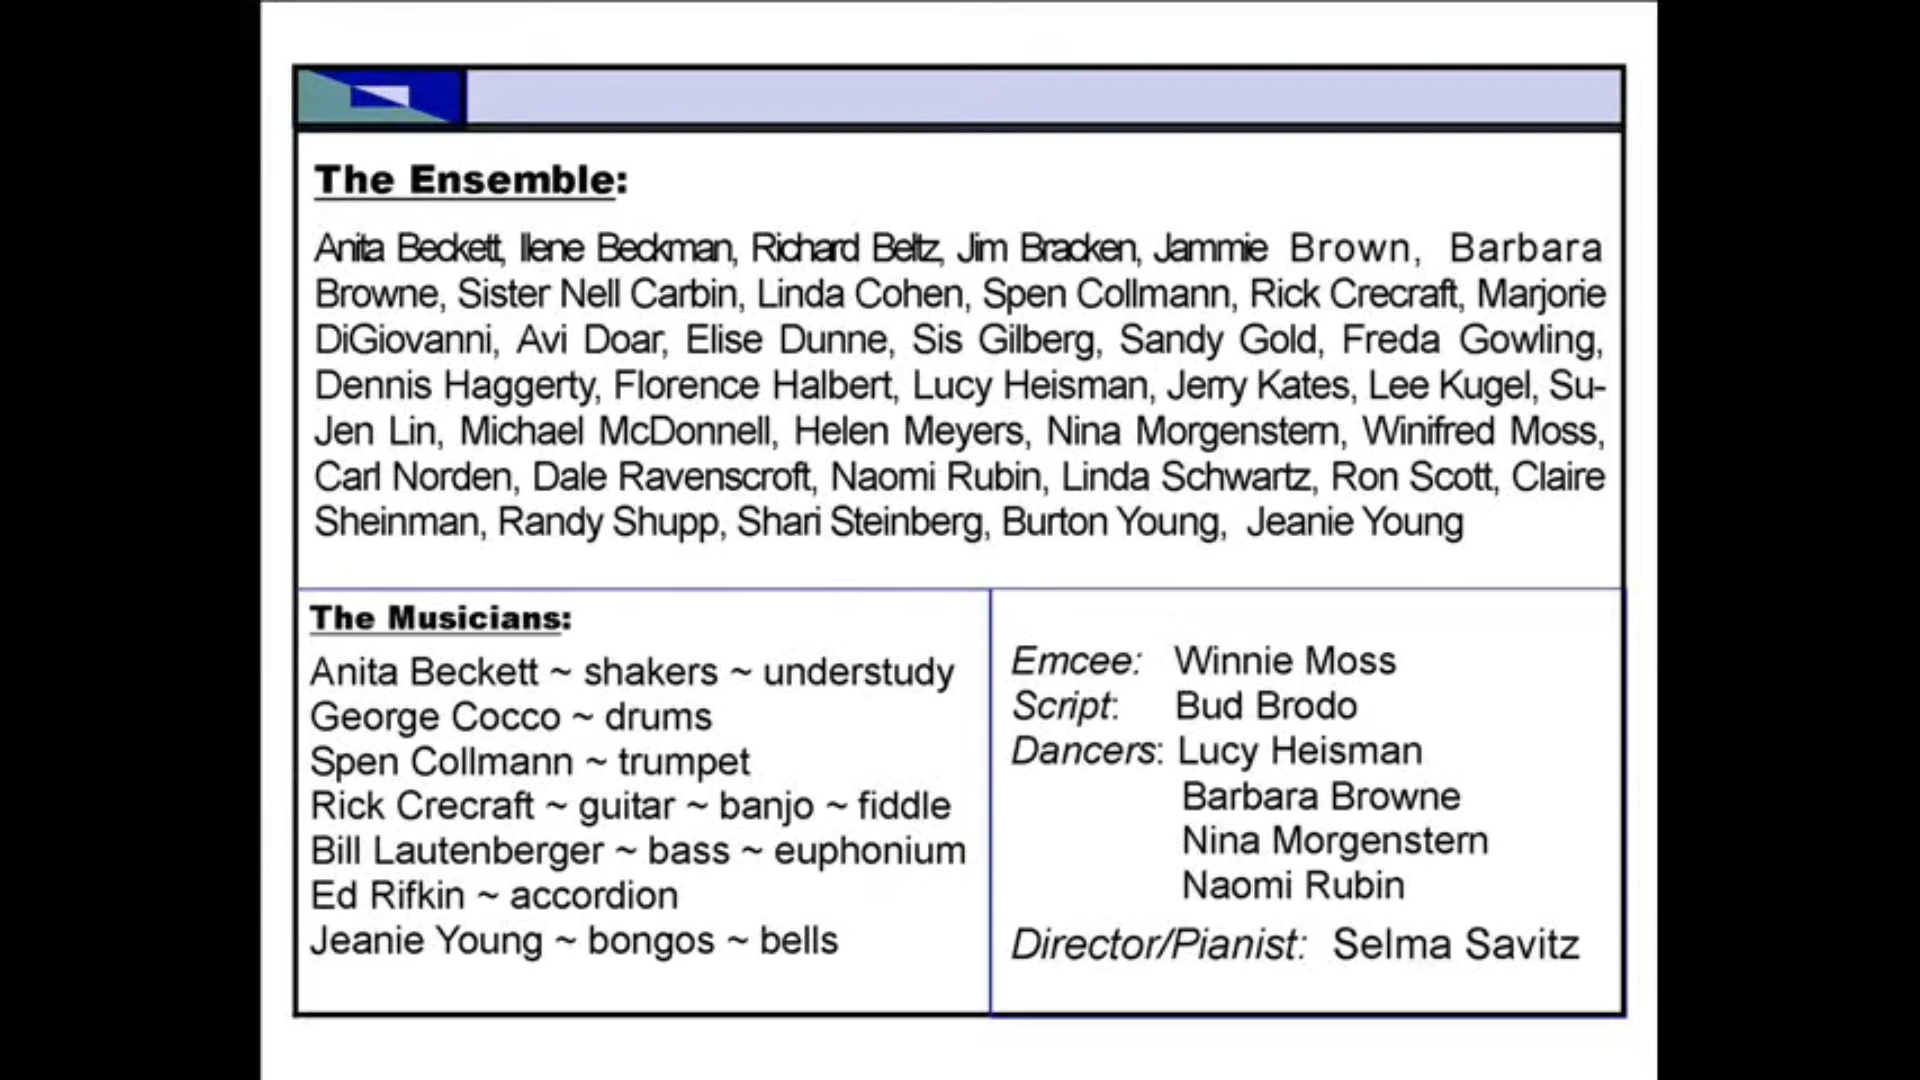 The Ensemble:
Anita Beckett, Ilene Beckman, Richard Beltz, Jim Bracken, Jammie Brown, Barbara
Browne, Sister Nell Carbin, Linda Cohen, Spen Collmann, Rick Crecraft, Marjorie
DiGiovanni, Avi Doar, Elise Dunne, Sis Gilberg, Sandy Gold, Freda Gowling,
Dennis Haggerty, Florence Halbert, Lucy Heisman, Jerry Kates, Lee Kugel, Su-
Jen Lin, Michael McDonnell, Helen Meyers, Nina Morgenstern, Winifred Moss,
Carl Norden, Dale Ravenscroft, Naomi Rubin, Linda Schwartz, Ron Scott, Claire
Sheinman, Randy Shupp, Shari Steinberg, Burton Young, Jeanie Young
The Musicians:
Anita Beckett ~ shakers ~ understudy
George Cocco ~ drums
Spen Collmann ~ trumpet
Rick Crecraft ~ guitar ~ banjo ~ fiddle
Bill Lautenberger ~ bass ~ euphonium
Ed Rifkin ~ accordion
Jeanie Young ~ bongos ~ bells
Emcee: Winnie Moss
Script: Bud Brodo
Dancers: Lucy Heisman
Barbara Browne
Nina Morgenstern
Naomi Rubin
Director/Pianist: Selma Savitz